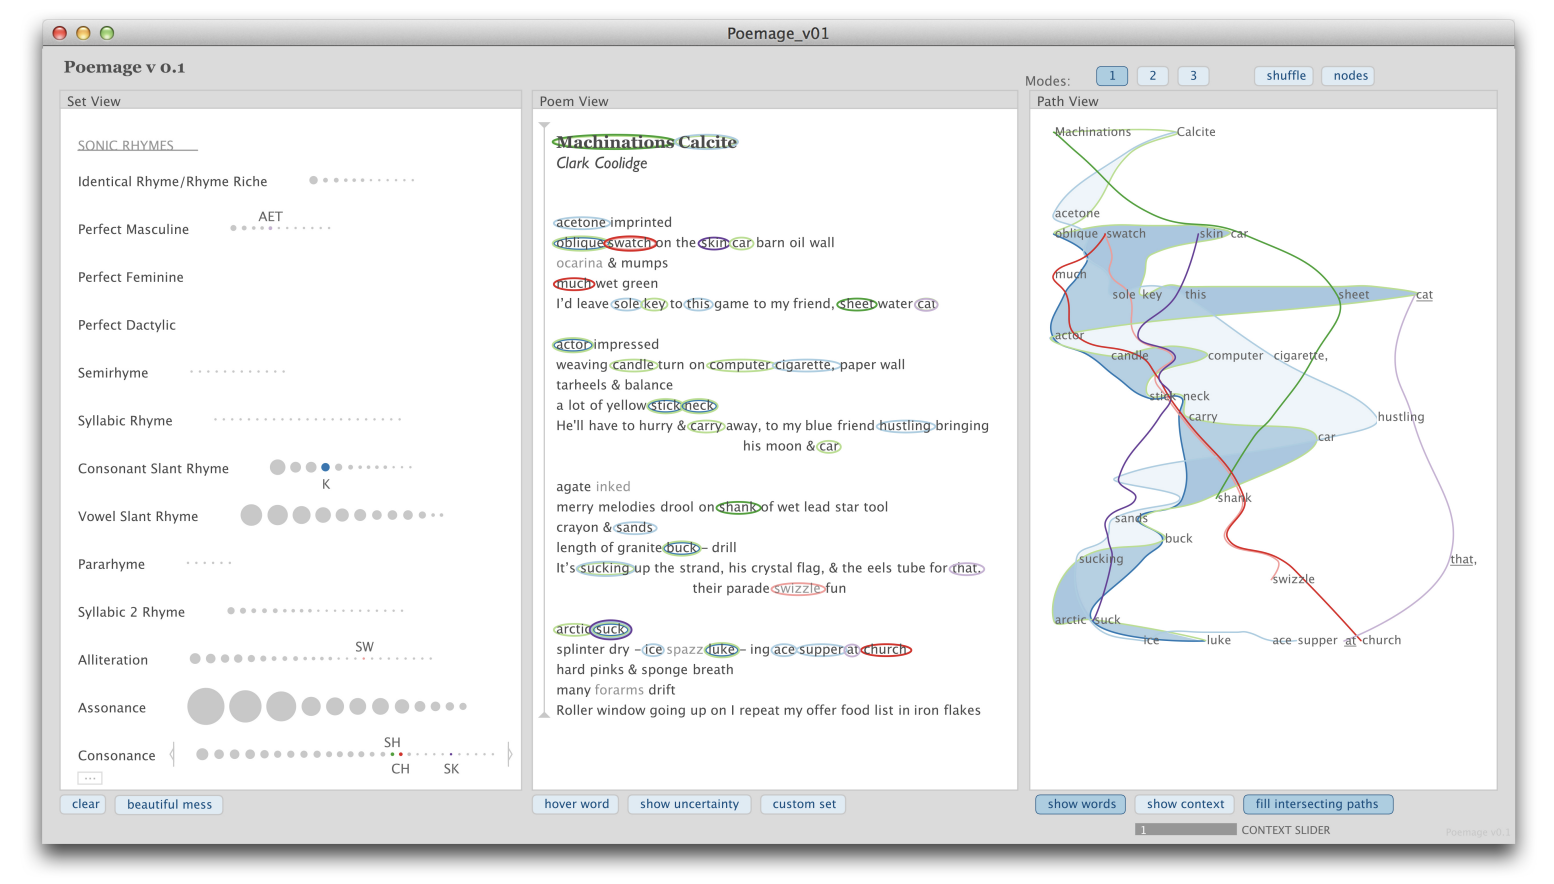 Poemage_v01
Poemage v 0.1
Modes: 1 2 3 shuffle nodes
Set View
SONIC RHYMES
Identical Rhyme/Rhyme Riche
AET
Perfect Masculine
Perfect Feminine
Perfect Dactylic
Semirhyme
Syllabic Rhyme
Consonant Slant Rhyme
K
Vowel Slant Rhyme
Pararhyme
Syllabic 2 Rhyme
SW
Alliteration
Assonance
SH
Consonance
CH SK
...
clear beautiful mess
Poem View
Machinations Calcite
Clark Coolidge
acetone imprinted
oblique swatch on the skin car barn oil wall
ocarina & mumps
much wet green
I'd leave sole key to this game to my friend, sheet water cat
actor impressed
weaving candle turn on computer cigarette, paper wall
tarheels & balance
a lot of yellow stick neck
He'll have to hurry & carry away, to my blue friend hustling bringing
his moon & car
agate inked
merry melodies drool on shank of wet lead star tool
crayon & sands
length of granite buck – drill
It's sucking up the strand, his crystal flag, & the eels tube for that,
their parade swizzle fun
arctic suck
splinter dry – ice spazz luke – ing ace supper at church
hard pinks & sponge breath
many forarms drift
Roller window going up on I repeat my offer food list in iron flakes
hover word show uncertainty custom set
Path View
Machinations Calcite
acetone
oblique swatch skin car
much
sole key this sheet cat
actor
candle computer cigarette,
stick neck
carry hustling
car
shank
sands
buck
sucking that,
swizzle
arctic suck
ice luke ace supper at church
show words show context fill intersecting paths
1 CONTEXT SLIDER
Poemage v0.1